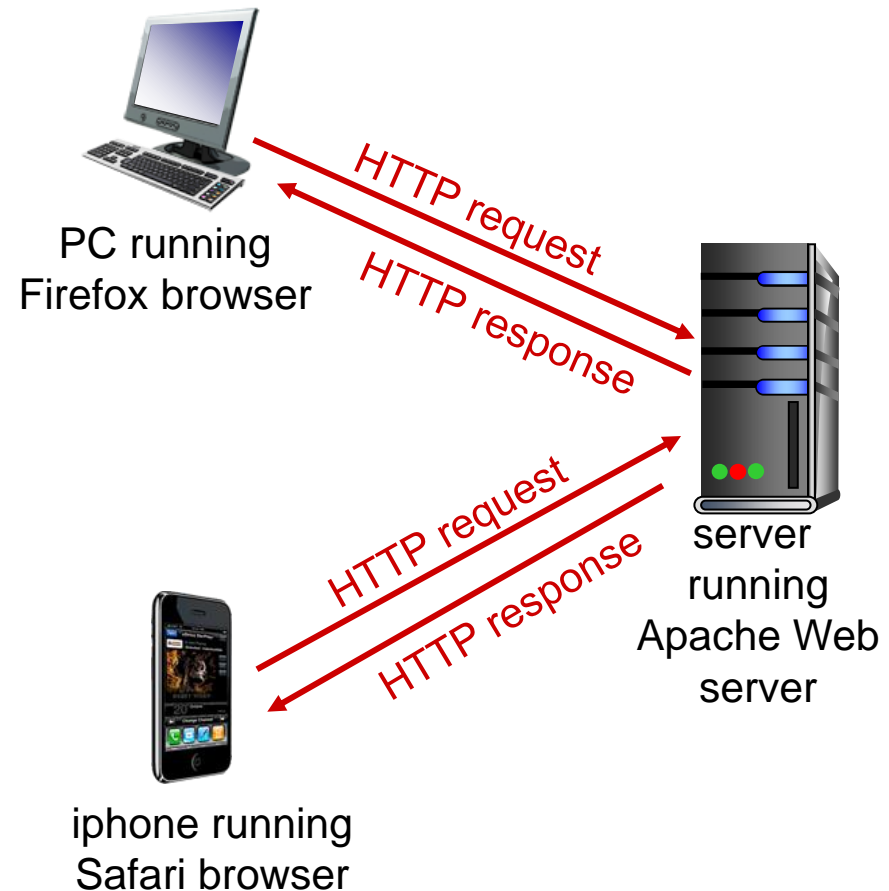 HTTP request
HTTP response
PC running
Firefox browser
HTTP request
HTTP response
server
running
Apache Web
server
iphone running
Safari browser